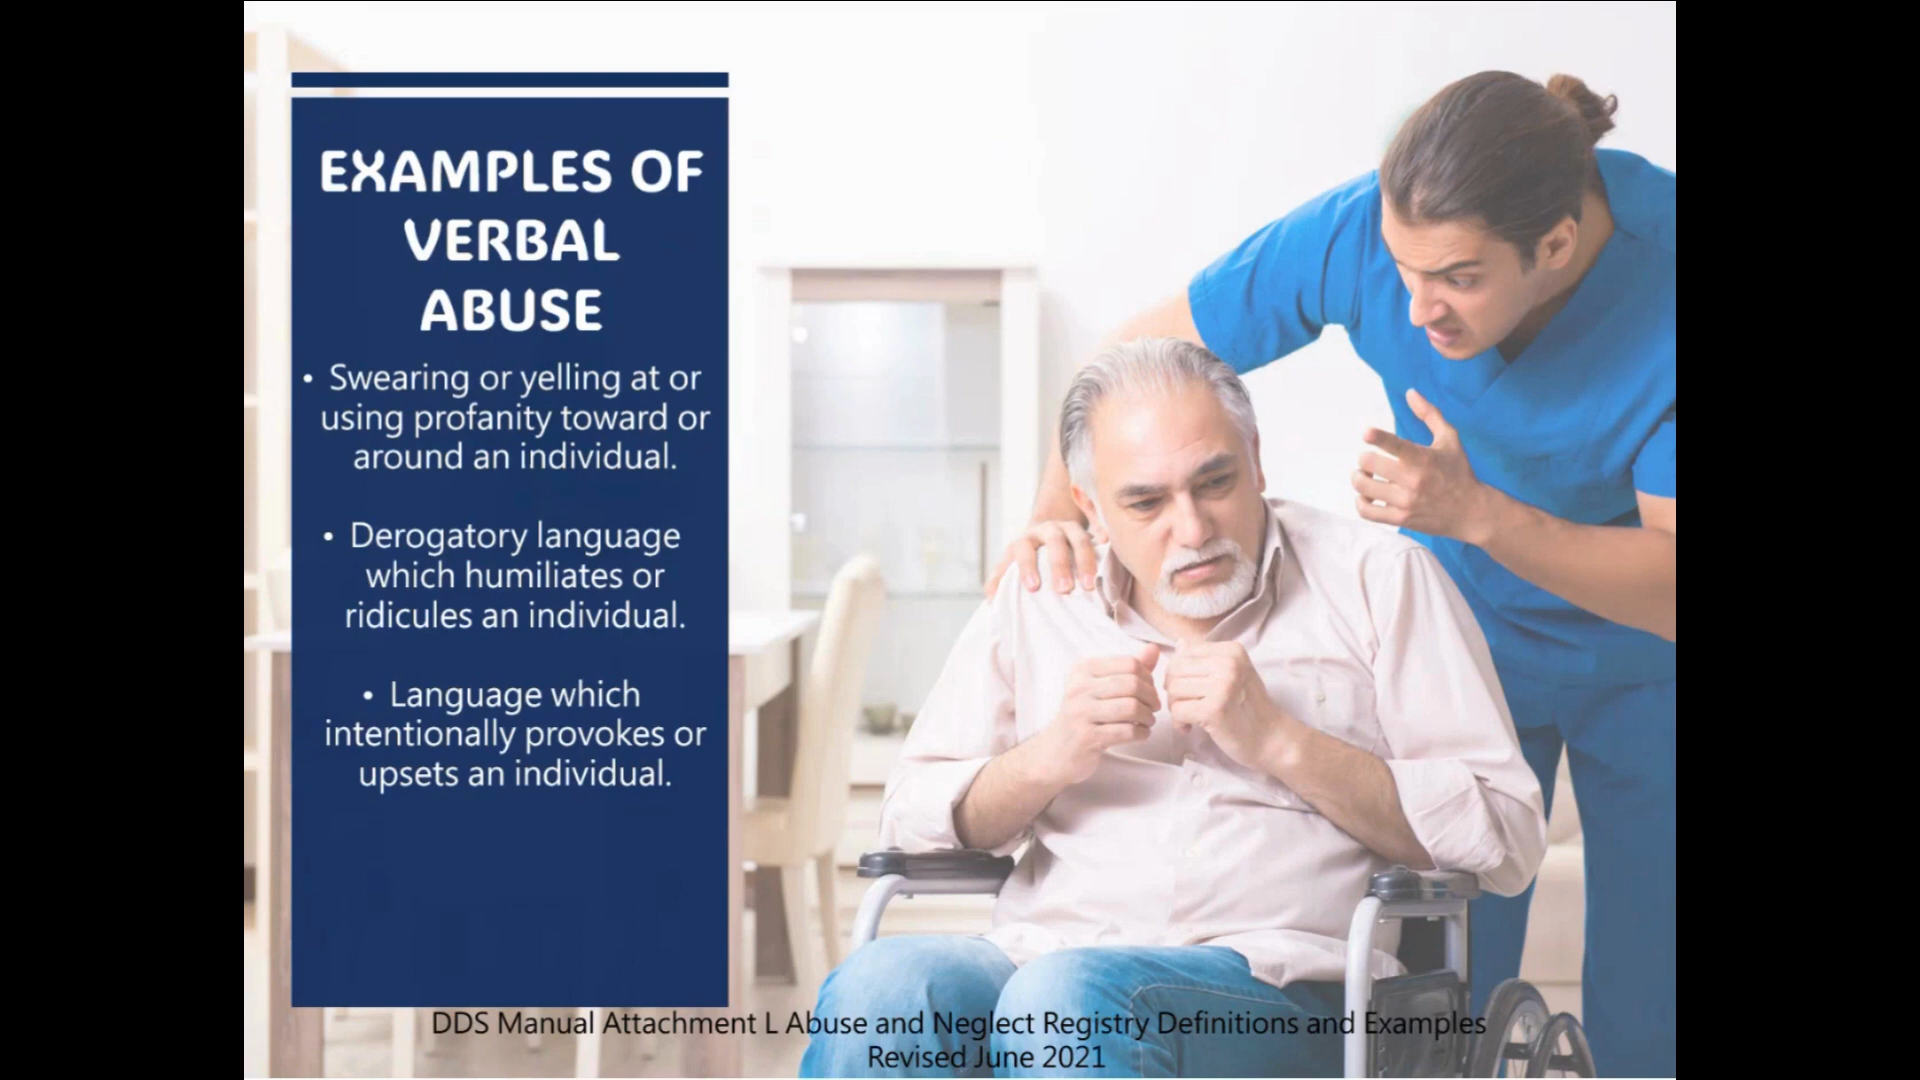 EXAMPLES OF
VERBAL
ABUSE
• Swearing or yelling at or
using profanity toward or
around an individual.
• Derogatory language
which humiliates or
ridicules an individual.
• Language which
intentionally provokes or
upsets an individual.
DDS Manual Attachment L Abuse and Neglect Registry Definitions and Examples
Revised June 2021